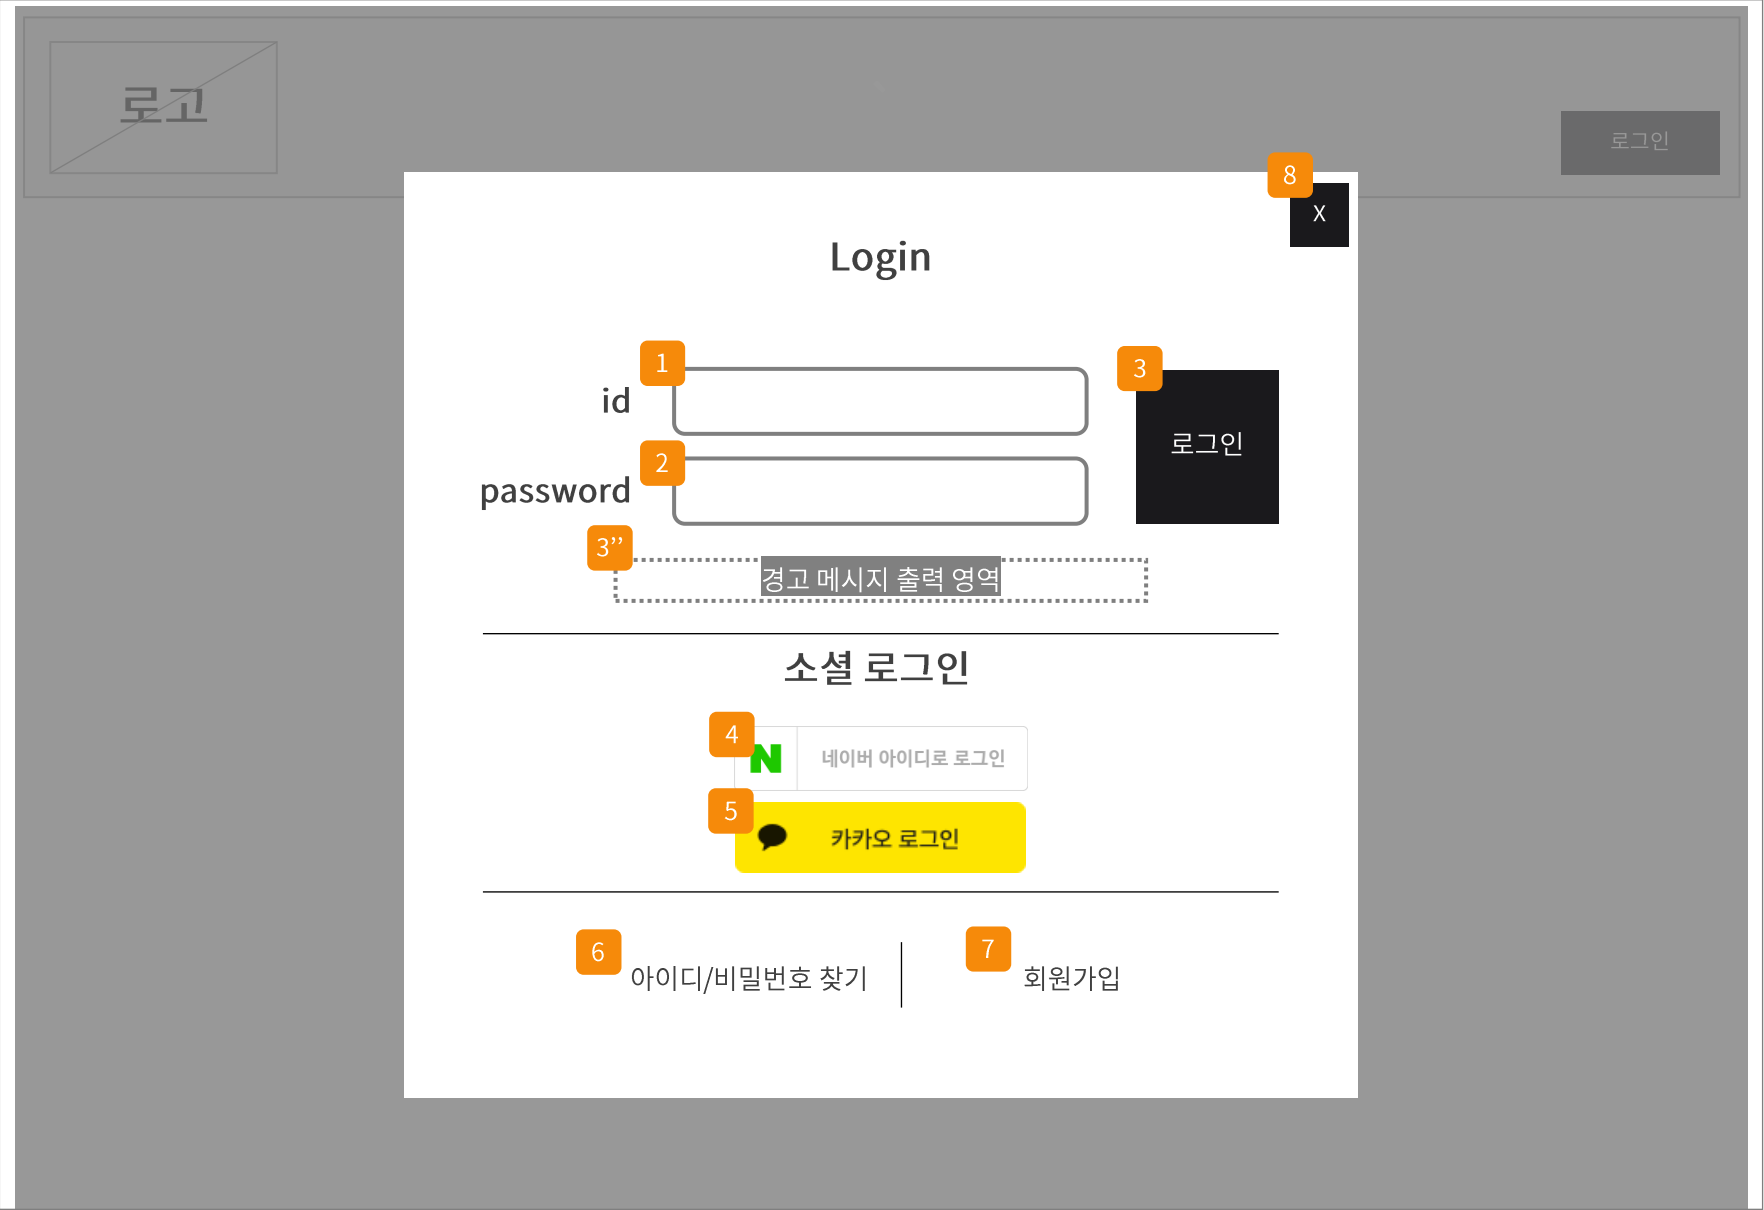 로고
로그인
8
X
Login
1
id
3
로그인
2
password
3’’
경고 메시지 출력 영역
소셜 로그인
4
N
네이버 아이디로 로그인
5
카카오 로그인
6
아이디/비밀번호 찾기
7
회원가입